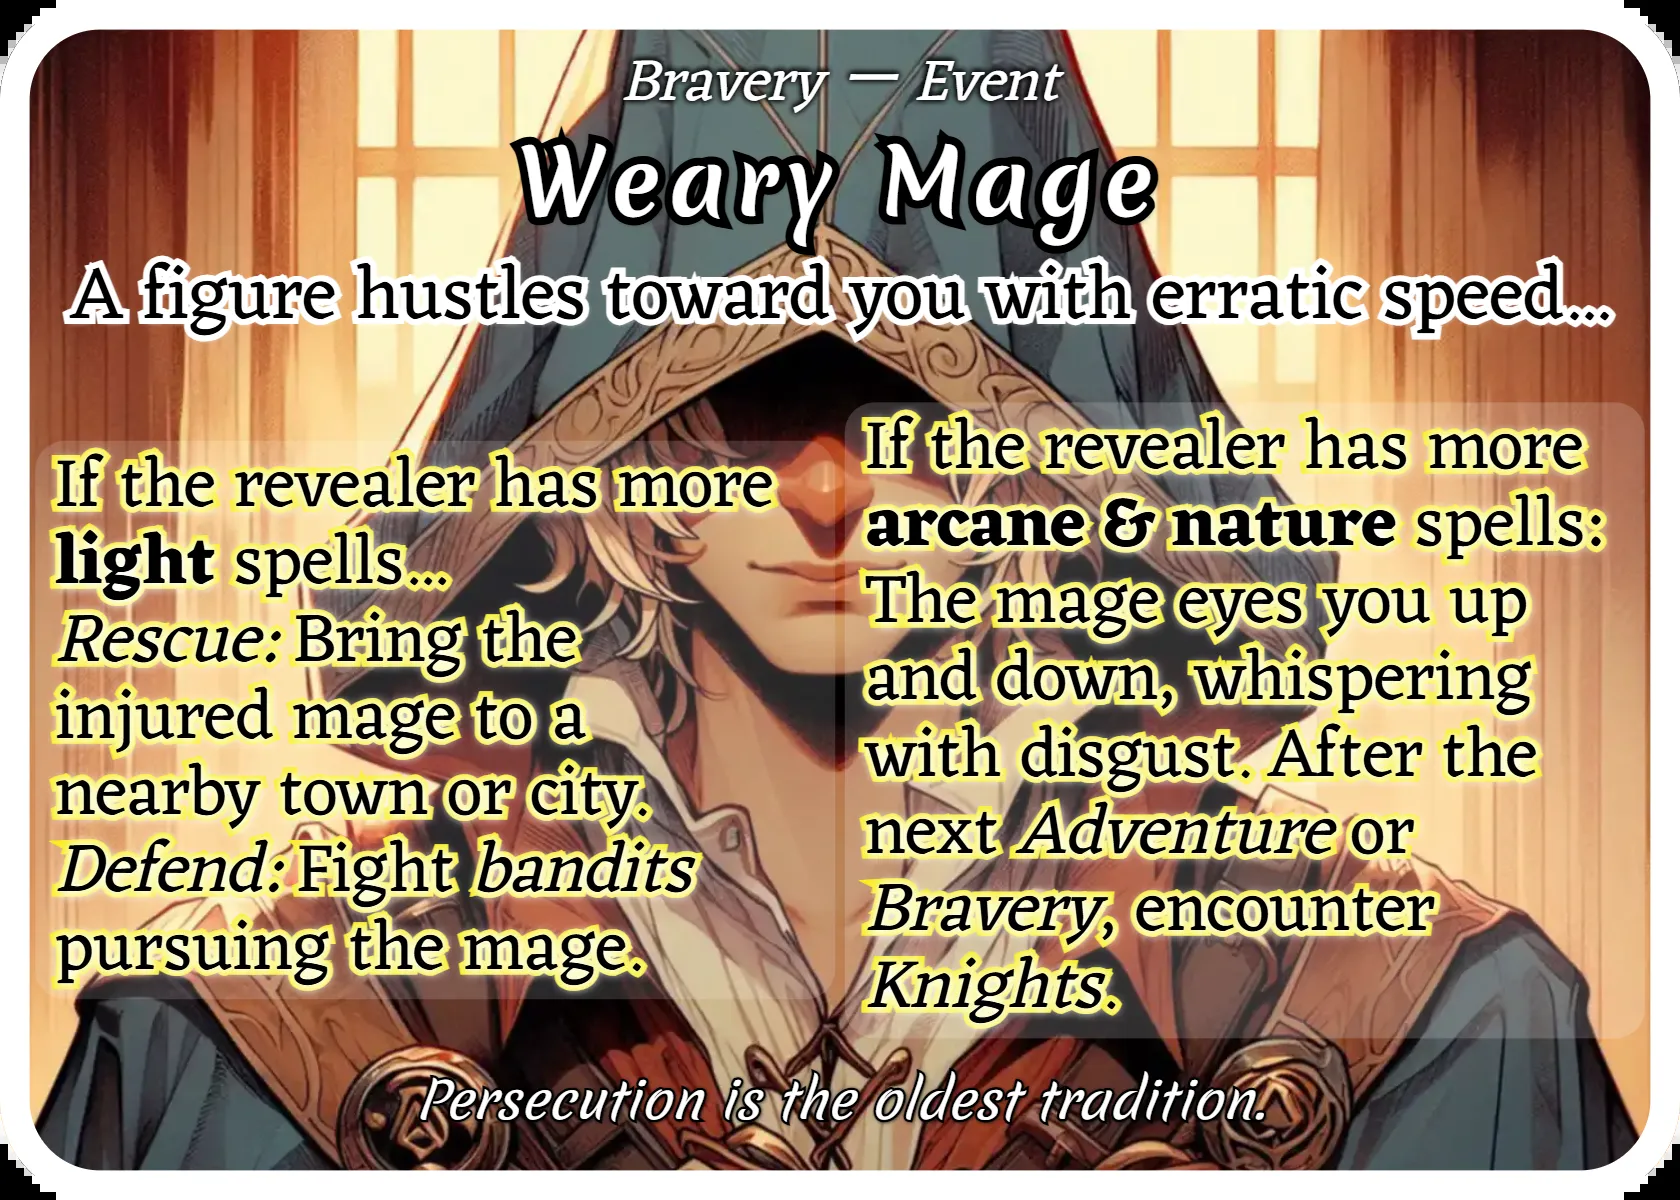 Bravery — Event
Weary Mage
A figure hustles toward you with erratic speed...
If the revealer has more
light spells...
Rescue: Bring the
injured mage to a
nearby town or city.
Defend: Fight bandits
pursuing the mage.
If the revealer has more
arcane & nature spells:
The mage eyes you up
and down, whispering
with disgust. After the
next Adventure or
Bravery, encounter
Knights.
Persecution is the oldest tradition.